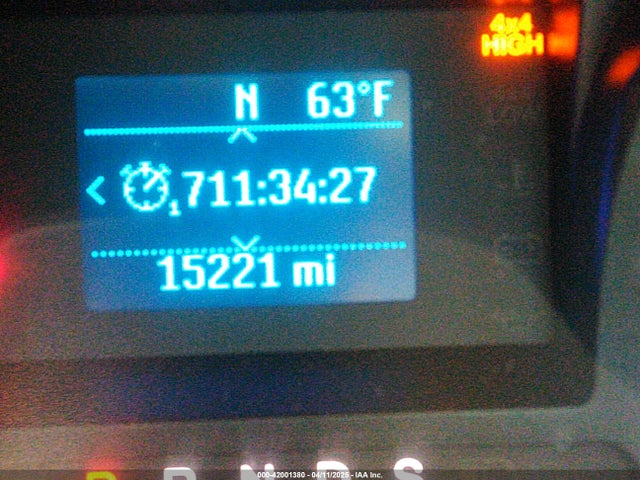 4x4
HIGH
N 63°F
1 711:34:27
15221 mi
P R N D S
000-42001380 - 04/11/2025 - IAA Inc.